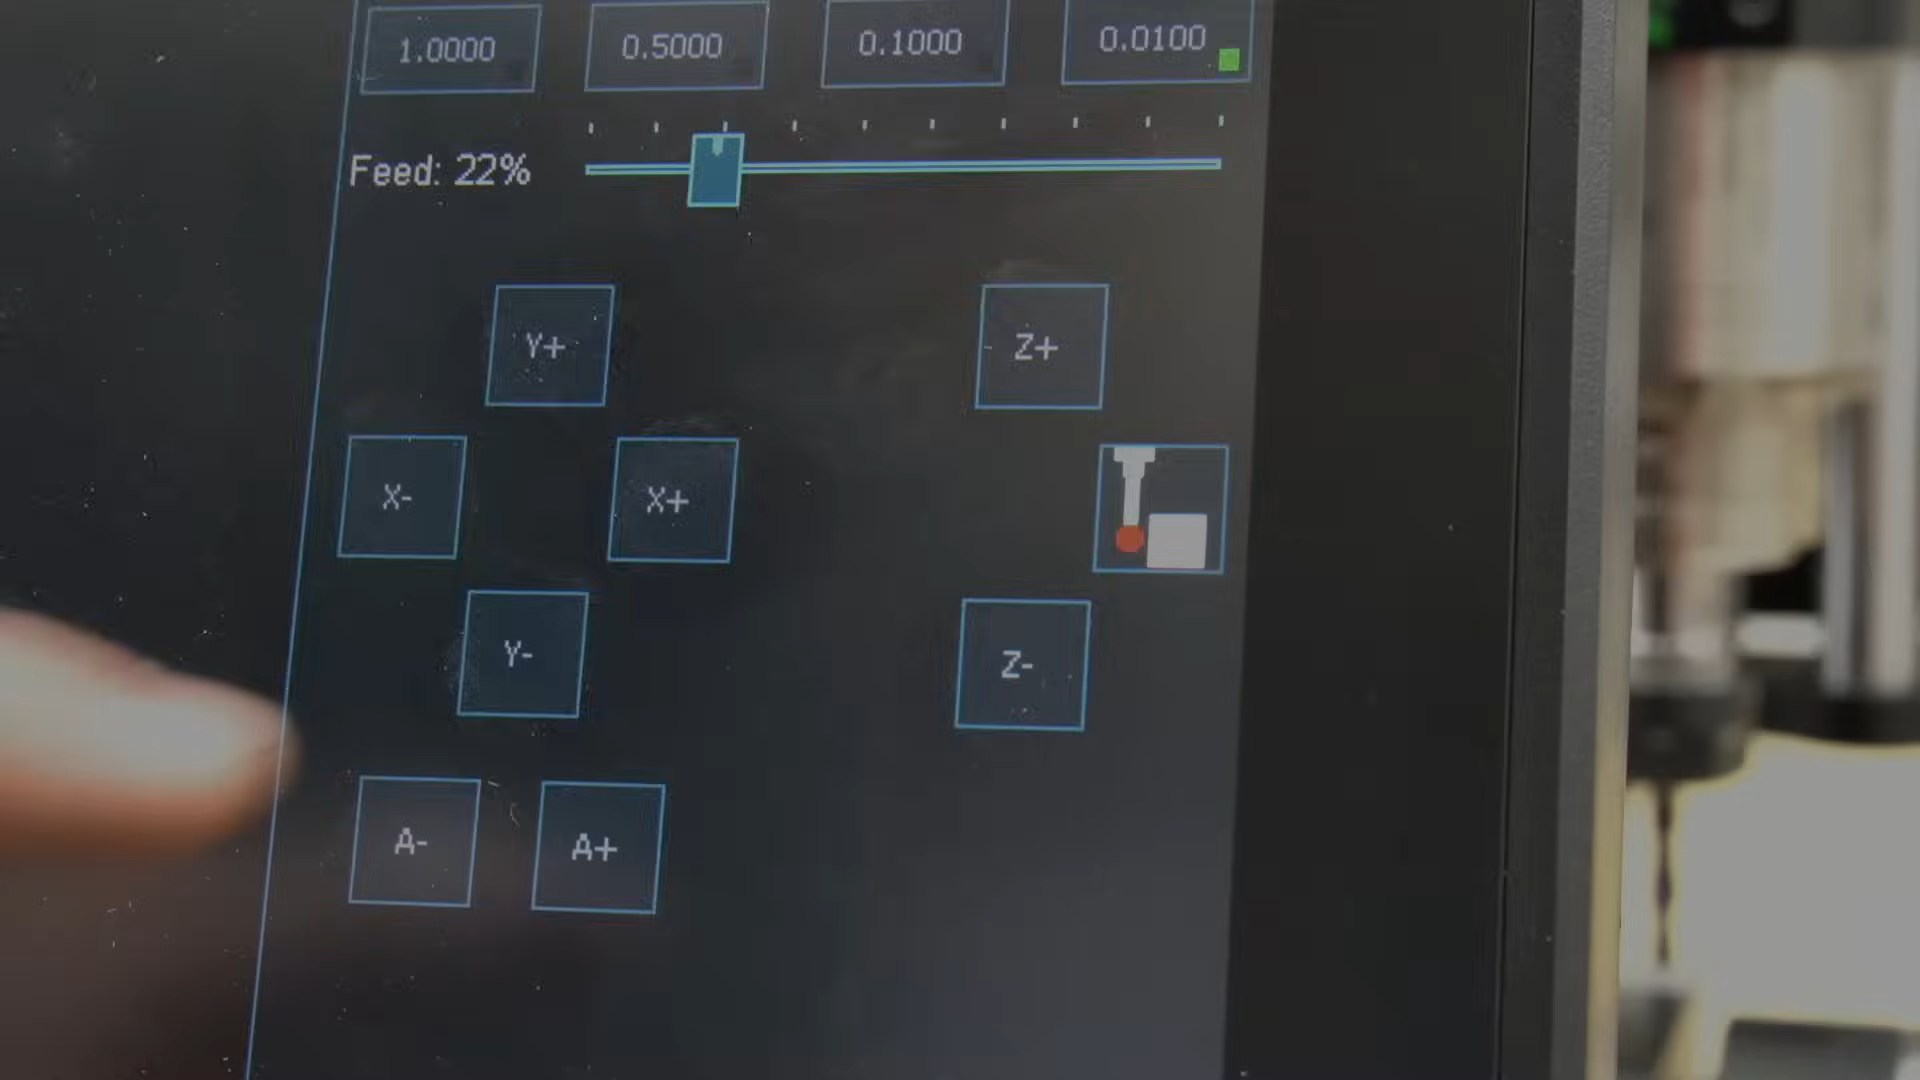 1.0000 0.5000 0.1000 0.0100
Feed: 22%
Y+ Z+
X- X+
Y- Z-
A- A+